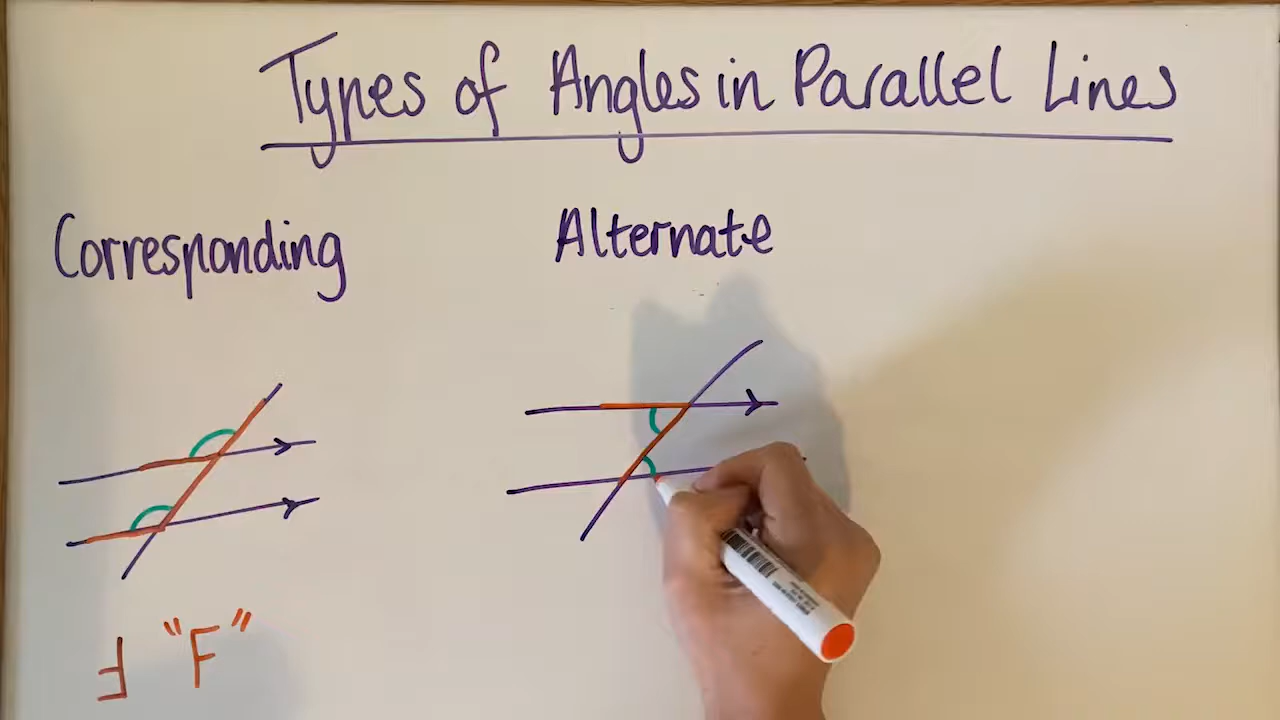 Types of Angles in Parallel Lines
Corresponding
Alternate
"F"